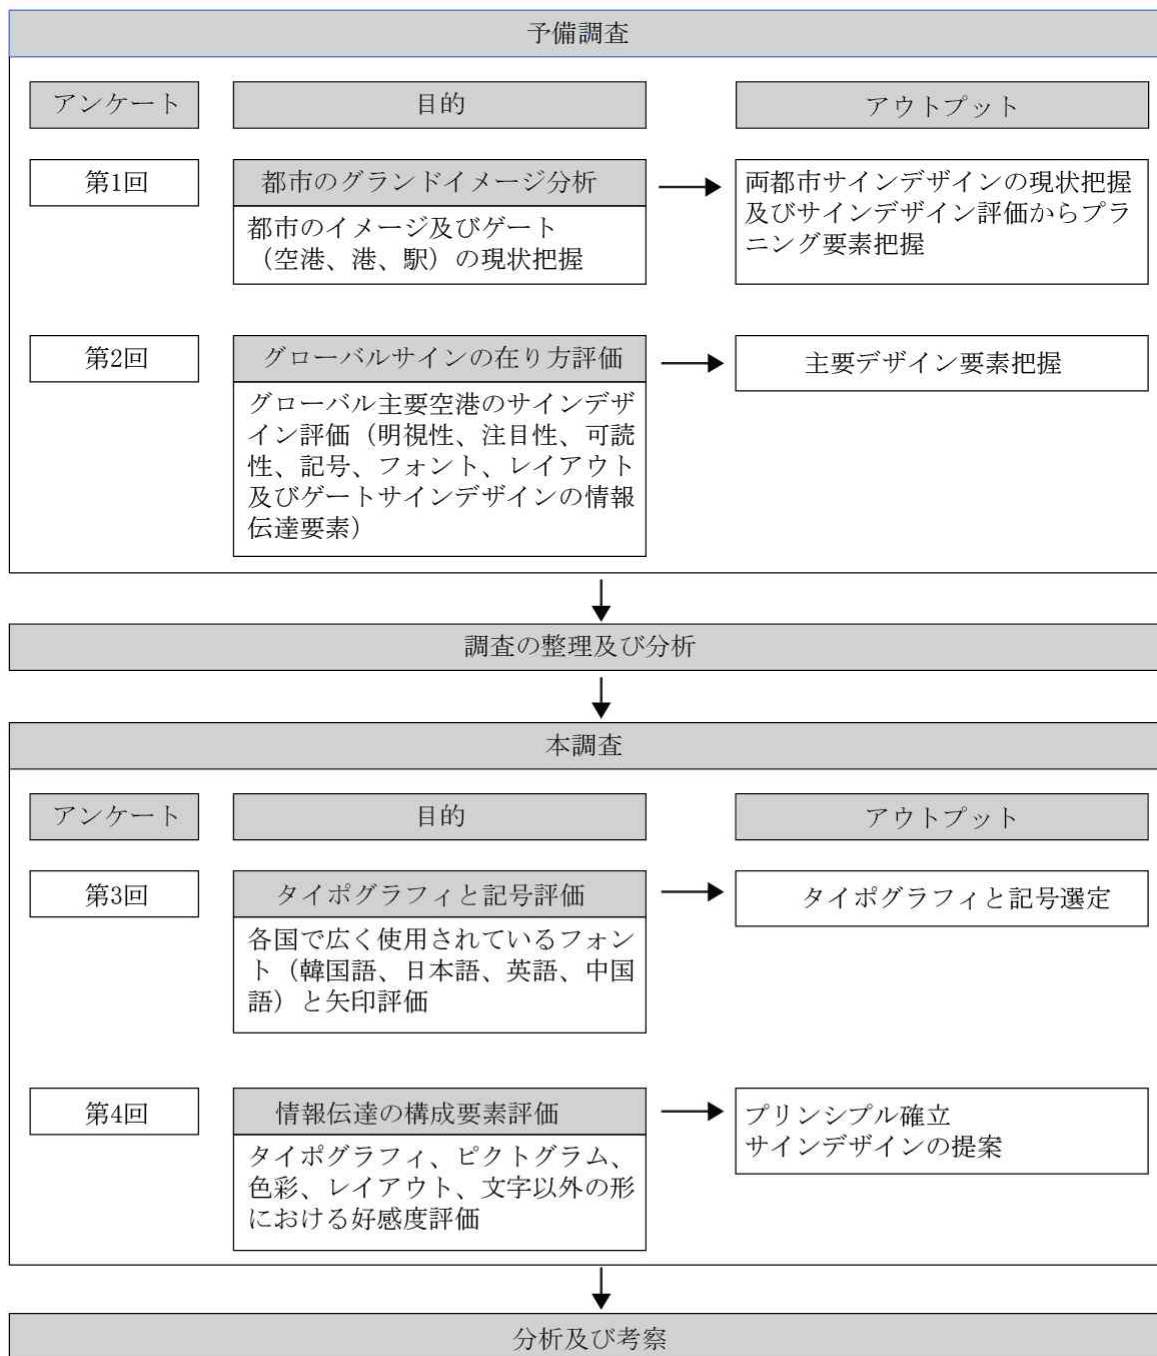 予備調査
アンケート
目的
アウトプット
第1回
都市のグランドイメージ分析
都市のイメージ及びゲート
（空港、港、駅）の現状把握
両都市サインデザインの現状把握
及びサインデザイン評価からプラ
ニング要素把握
第2回
グローバルサインの在り方評価
グローバル主要空港のサインデザ
イン評価（明視性、注目性、可読
性、記号、フォント、レイアウト
及びゲートサインデザインの情報
伝達要素）
主要デザイン要素把握
調査の整理及び分析
本調査
アンケート
目的
アウトプット
第3回
タイポグラフィと記号評価
各国で広く使用されているフォン
ト（韓国語、日本語、英語、中国
語）と矢印評価
タイポグラフィと記号選定
第4回
情報伝達の構成要素評価
タイポグラフィ、ピクトグラム、
色彩、レイアウト、文字以外の形
における好感度評価
プリンシプル確立
サインデザインの提案
分析及び考察